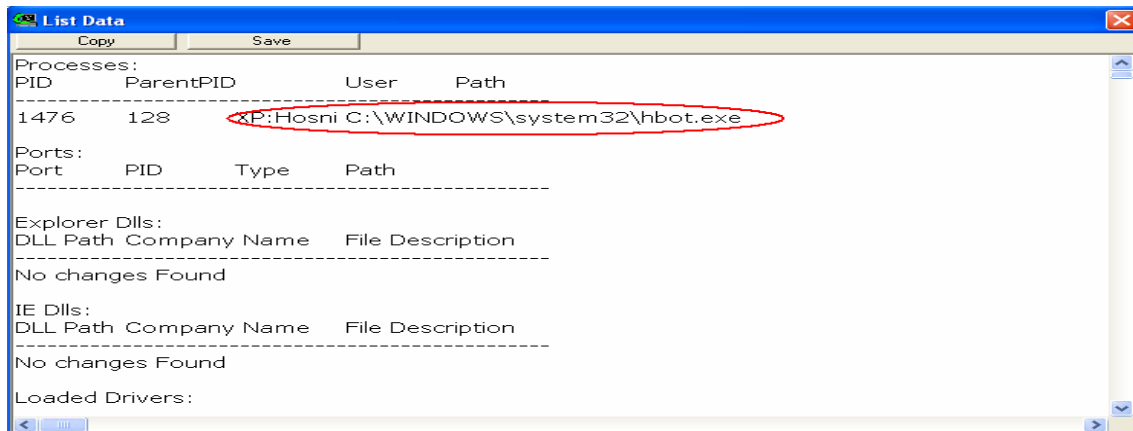 List Data
Copy Save
Processes:
PID ParentPID User Path
------------------------------------------------------
1476 128 XP:Hosni C:\WINDOWS\system32\hbot.exe
Ports:
Port PID Type Path
------------------------------------------------------
Explorer Dlls:
DLL Path Company Name File Description
------------------------------------------------------
No changes Found
IE Dlls:
DLL Path Company Name File Description
------------------------------------------------------
No changes Found
Loaded Drivers: